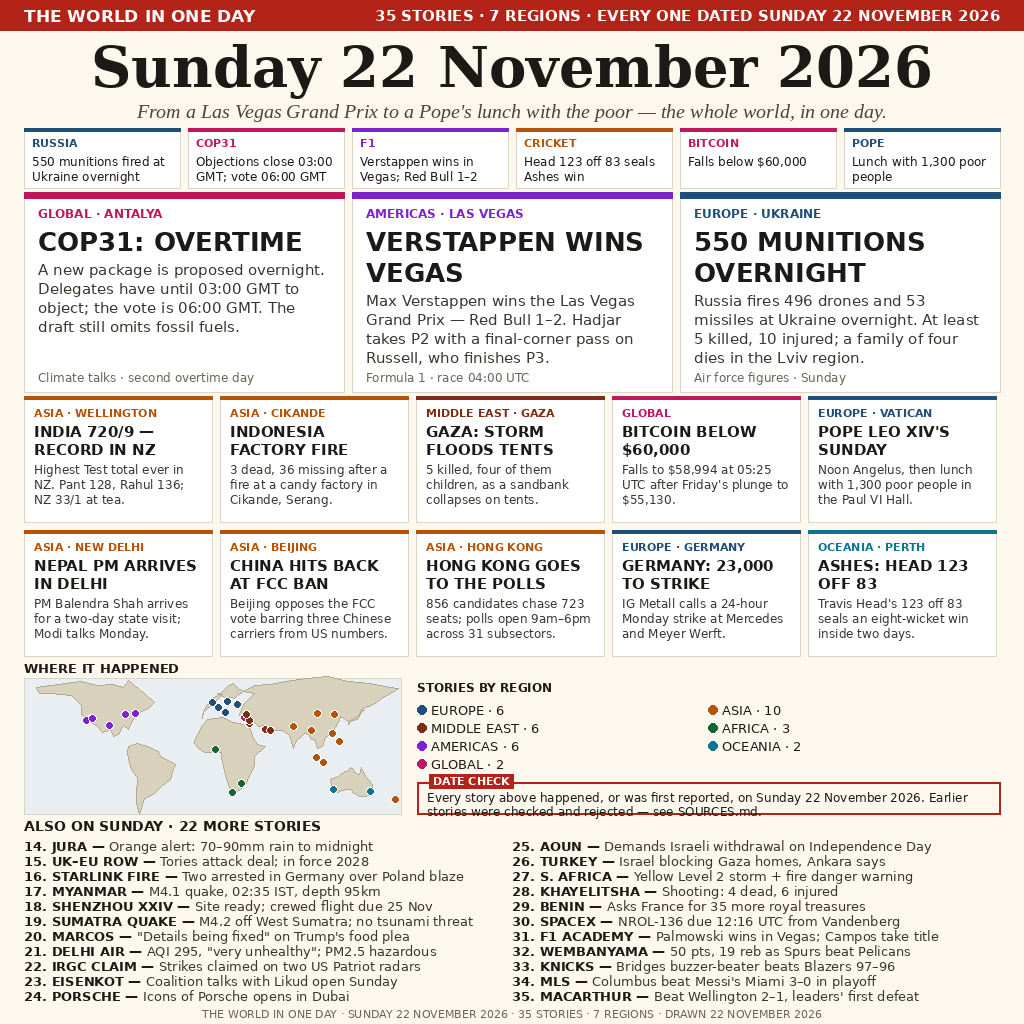 THE WORLD IN ONE DAY
35 STORIES · 7 REGIONS · EVERY ONE DATED SUNDAY 22 NOVEMBER 2026
Sunday 22 November 2026
From a Las Vegas Grand Prix to a Pope's lunch with the poor — the whole world, in one day.
RUSSIA
550 munitions fired at
Ukraine overnight
COP31
Objections close 03:00
GMT; vote 06:00 GMT
F1
Verstappen wins in
Vegas; Red Bull 1–2
CRICKET
Head 123 off 83 seals
Ashes win
BITCOIN
Falls below $60,000
POPE
Lunch with 1,300 poor
people
GLOBAL · ANTALYA
COP31: OVERTIME
A new package is proposed overnight.
Delegates have until 03:00 GMT to
object; the vote is 06:00 GMT. The
draft still omits fossil fuels.
Climate talks · second overtime day
AMERICAS · LAS VEGAS
VERSTAPPEN WINS
VEGAS
Max Verstappen wins the Las Vegas
Grand Prix — Red Bull 1–2. Hadjar
takes P2 with a final-corner pass on
Russell, who finishes P3.
Formula 1 · race 04:00 UTC
EUROPE · UKRAINE
550 MUNITIONS
OVERNIGHT
Russia fires 496 drones and 53
missiles at Ukraine overnight. At least
5 killed, 10 injured; a family of four
dies in the Lviv region.
Air force figures · Sunday
ASIA · WELLINGTON
INDIA 720/9 —
RECORD IN NZ
Highest Test total ever in
NZ. Pant 128, Rahul 136;
NZ 33/1 at tea.
ASIA · CIKANDE
INDONESIA
FACTORY FIRE
3 dead, 36 missing after a
fire at a candy factory in
Cikande, Serang.
MIDDLE EAST · GAZA
GAZA: STORM
FLOODS TENTS
5 killed, four of them
children, as a sandbank
collapses on tents.
GLOBAL
BITCOIN BELOW
$60,000
Falls to $58,994 at 05:25
UTC after Friday's plunge to
$55,130.
EUROPE · VATICAN
POPE LEO XIV'S
SUNDAY
Noon Angelus, then lunch
with 1,300 poor people in
the Paul VI Hall.
ASIA · NEW DELHI
NEPAL PM ARRIVES
IN DELHI
PM Balendra Shah arrives
for a two-day state visit;
Modi talks Monday.
ASIA · BEIJING
CHINA HITS BACK
AT FCC BAN
Beijing opposes the FCC
vote barring three Chinese
carriers from US numbers.
ASIA · HONG KONG
HONG KONG GOES
TO THE POLLS
856 candidates chase 723
seats; polls open 9am–6pm
across 31 subsectors.
EUROPE · GERMANY
GERMANY: 23,000
TO STRIKE
IG Metall calls a 24-hour
Monday strike at Mercedes
and Meyer Werft.
OCEANIA · PERTH
ASHES: HEAD 123
OFF 83
Travis Head's 123 off 83
seals an eight-wicket win
inside two days.
WHERE IT HAPPENED
STORIES BY REGION
EUROPE · 6
MIDDLE EAST · 6
AMERICAS · 6
GLOBAL · 2
ASIA · 10
AFRICA · 3
OCEANIA · 2
DATE CHECK
Every story above happened, or was first reported, on Sunday 22 November 2026. Earlier
stories were checked and rejected — see SOURCES.md.
ALSO ON SUNDAY · 22 MORE STORIES
14. JURA — Orange alert: 70–90mm rain to midnight
15. UK–EU ROW — Tories attack deal; in force 2028
16. STARLINK FIRE — Two arrested in Germany over Poland blaze
17. MYANMAR — M4.1 quake, 02:35 IST, depth 95km
18. SHENZHOU XXIV — Site ready; crewed flight due 25 Nov
19. SUMATRA QUAKE — M4.2 off West Sumatra; no tsunami threat
20. MARCOS — "Details being fixed" on Trump's food plea
21. DELHI AIR — AQI 295, "very unhealthy"; PM2.5 hazardous
22. IRGC CLAIM — Strikes claimed on two US Patriot radars
23. EISENKOT — Coalition talks with Likud open Sunday
24. PORSCHE — Icons of Porsche opens in Dubai
25. AOUN — Demands Israeli withdrawal on Independence Day
26. TURKEY — Israel blocking Gaza homes, Ankara says
27. S. AFRICA — Yellow Level 2 storm + fire danger warning
28. KHAYELITSHA — Shooting: 4 dead, 6 injured
29. BENIN — Asks France for 35 more royal treasures
30. SPACEX — NROL-136 due 12:16 UTC from Vandenberg
31. F1 ACADEMY — Palmowski wins in Vegas; Campos take title
32. WEMBANYAMA — 50 pts, 19 reb as Spurs beat Pelicans
33. KNICKS — Bridges buzzer-beater beats Blazers 97–96
34. MLS — Columbus beat Messi's Miami 3–0 in playoff
35. MACARTHUR — Beat Wellington 2–1, leaders' first defeat
THE WORLD IN ONE DAY · SUNDAY 22 NOVEMBER 2026 · 35 STORIES · 7 REGIONS · DRAWN 22 NOVEMBER 2026